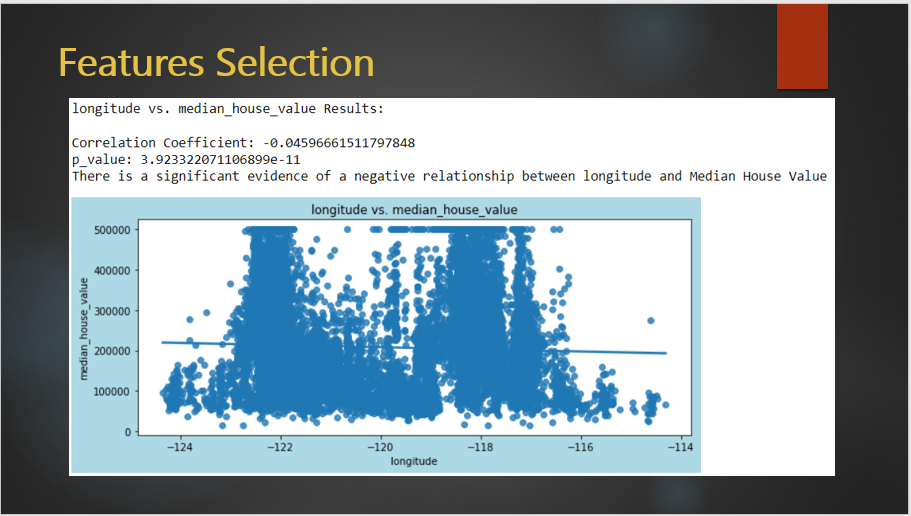 Features Selection
longitude vs. median_house_value Results:
Correlation Coefficient: -0.04596661511797848
p_value: 3.923322071106899e-11
There is a significant evidence of a negative relationship between longitude and Median House Value
longitude vs. median_house_value
500000
400000
300000
200000
100000
0
median_house_value
−124
−122
−120
−118
−116
−114
longitude